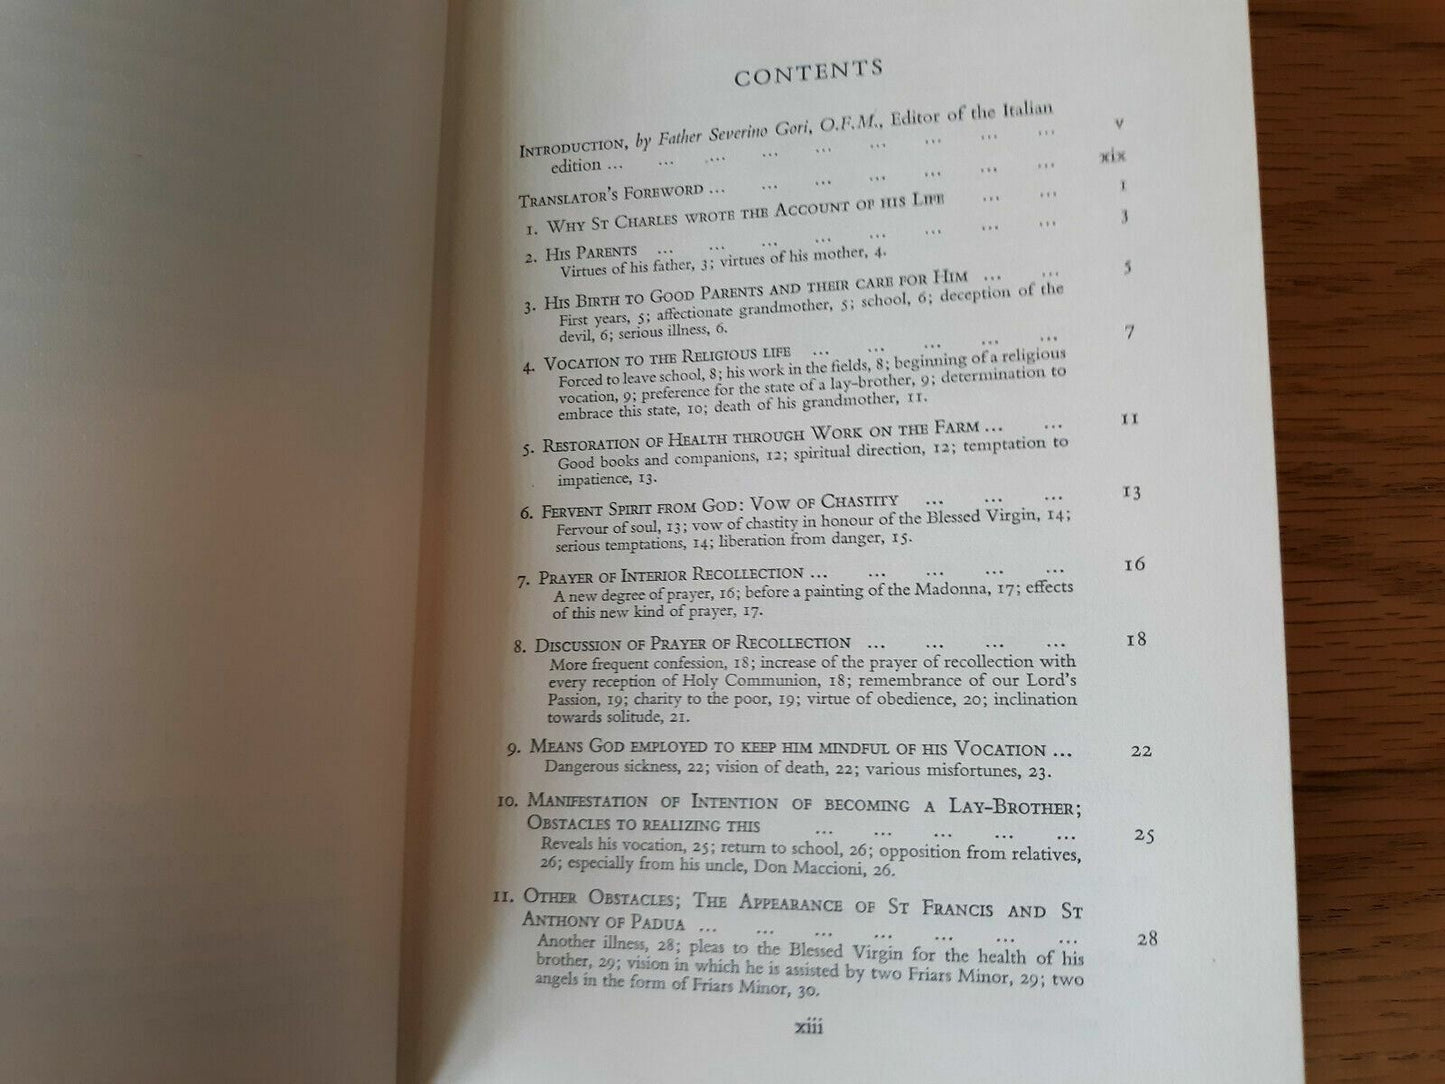 CONTENTS
INTRODUCTION, by Father Severino Gori, O.F.M., Editor of the Italian
edition ... ... ... ... ... ... ... ... ... v
TRANSLATOR'S FOREWORD ... ... ... ... ... ... ... xix
1. WHY ST CHARLES WROTE THE ACCOUNT OF HIS LIFE ... ... 1
2. HIS PARENTS ... ... ... ... ... ... ... ... 3
Virtues of his father, 3; virtues of his mother, 4.
3. HIS BIRTH TO GOOD PARENTS AND THEIR CARE FOR HIM ... ... 5
First years, 5; affectionate grandmother, 5; school, 6; deception of the
devil, 6; serious illness, 6.
4. VOCATION TO THE RELIGIOUS LIFE ... ... ... ... ... 7
Forced to leave school, 8; his work in the fields, 8; beginning of a religious
vocation, 9; preference for the state of a lay-brother, 9; determination to
embrace this state, 10; death of his grandmother, 11.
5. RESTORATION OF HEALTH THROUGH WORK ON THE FARM ... ... 11
Good books and companions, 12; spiritual direction, 12; temptation to
impatience, 13.
6. FERVENT SPIRIT FROM GOD: VOW OF CHASTITY ... ... ... 13
Fervour of soul, 13; vow of chastity in honour of the Blessed Virgin, 14;
serious temptations, 14; liberation from danger, 15.
7. PRAYER OF INTERIOR RECOLLECTION ... ... ... ... ... 16
A new degree of prayer, 16; before a painting of the Madonna, 17; effects
of this new kind of prayer, 17.
8. DISCUSSION OF PRAYER OF RECOLLECTION ... ... ... ... 18
More frequent confession, 18; increase of the prayer of recollection with
every reception of Holy Communion, 18; remembrance of our Lord's
Passion, 19; charity to the poor, 19; virtue of obedience, 20; inclination
towards solitude, 21.
9. MEANS GOD EMPLOYED TO KEEP HIM MINDFUL OF HIS VOCATION ... 22
Dangerous sickness, 22; vision of death, 22; various misfortunes, 23.
10. MANIFESTATION OF INTENTION OF BECOMING A LAY-BROTHER;
OBSTACLES TO REALIZING THIS ... ... ... ... ... 25
Reveals his vocation, 25; return to school, 26; opposition from relatives,
26; especially from his uncle, Don Maccioni, 26.
11. OTHER OBSTACLES; THE APPEARANCE OF ST FRANCIS AND ST
ANTHONY OF PADUA ... ... ... ... ... ... ... 28
Another illness, 28; pleas to the Blessed Virgin for the health of his
brother, 29; vision in which he is assisted by two Friars Minor, 29; two
angels in the form of Friars Minor, 30.
xiii